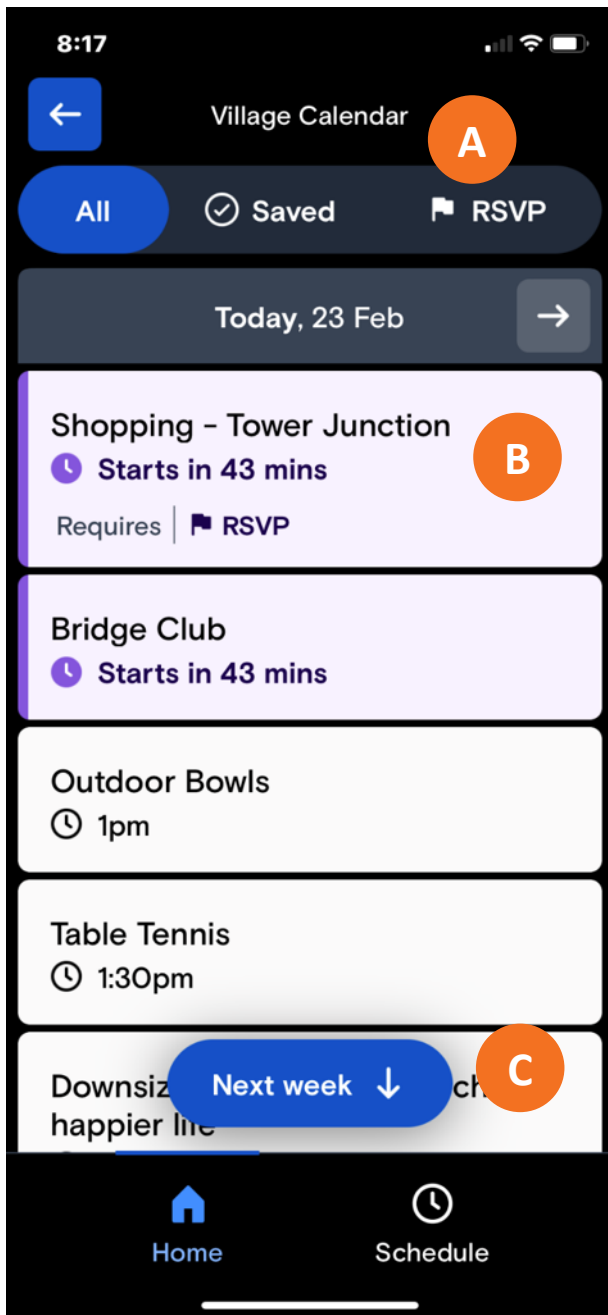 8:17
Village Calendar
A
All Saved RSVP
Today, 23 Feb
Shopping - Tower Junction
Starts in 43 mins
B
Requires RSVP
Bridge Club
Starts in 43 mins
Outdoor Bowls
1pm
Table Tennis
1:30pm
Next week
C
happier life
Home Schedule